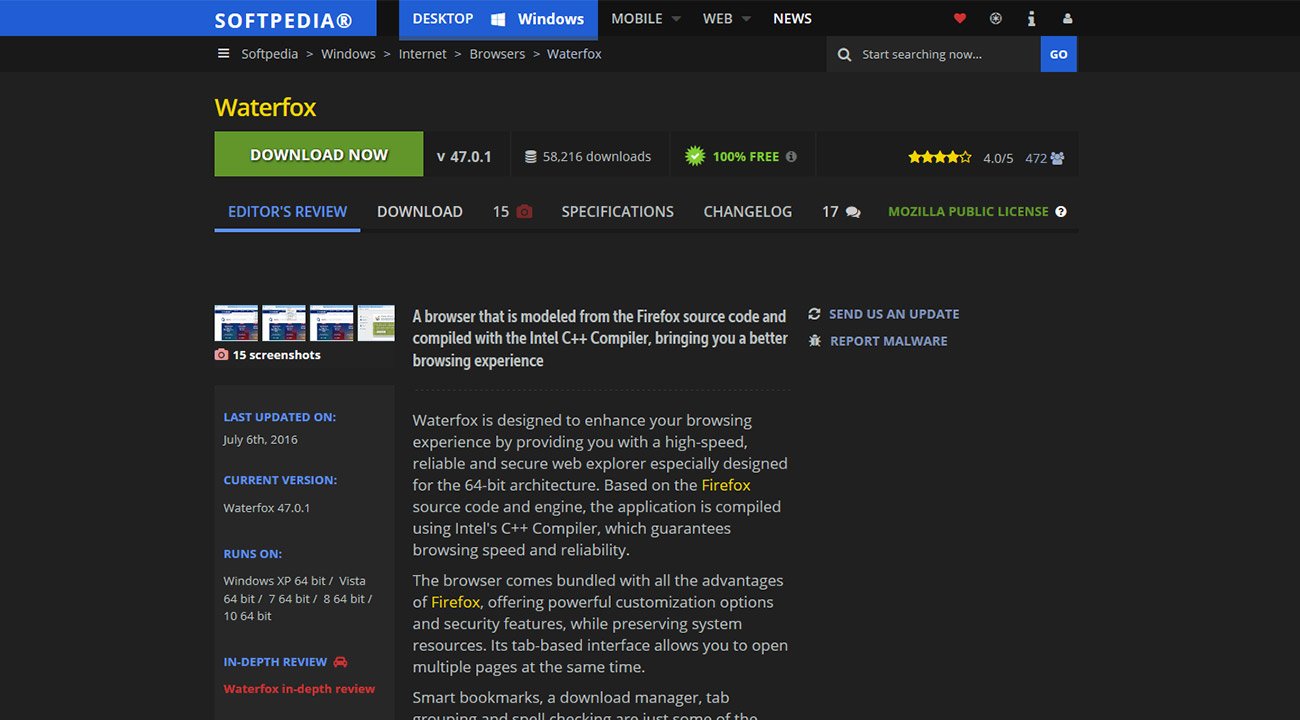 SOFTPEDIA®
DESKTOP Windows MOBILE WEB NEWS
Softpedia > Windows > Internet > Browsers > Waterfox
Start searching now... GO
Waterfox
DOWNLOAD NOW
v 47.0.1
58,216 downloads
100% FREE
4.0/5 472
EDITOR'S REVIEW DOWNLOAD 15 SPECIFICATIONS CHANGELOG 17 MOZILLA PUBLIC LICENSE
15 screenshots
LAST UPDATED ON:
July 6th, 2016
CURRENT VERSION:
Waterfox 47.0.1
RUNS ON:
Windows XP 64 bit / Vista
64 bit / 7 64 bit / 8 64 bit /
10 64 bit
IN-DEPTH REVIEW
Waterfox in-depth review
A browser that is modeled from the Firefox source code and
compiled with the Intel C++ Compiler, bringing you a better
browsing experience
Waterfox is designed to enhance your browsing
experience by providing you with a high-speed,
reliable and secure web explorer especially designed
for the 64-bit architecture. Based on the Firefox
source code and engine, the application is compiled
using Intel's C++ Compiler, which guarantees
browsing speed and reliability.
The browser comes bundled with all the advantages
of Firefox, offering powerful customization options
and security features, while preserving system
resources. Its tab-based interface allows you to open
multiple pages at the same time.
Smart bookmarks, a download manager, tab
grouping and spell checking are just some of the
SEND US AN UPDATE
REPORT MALWARE